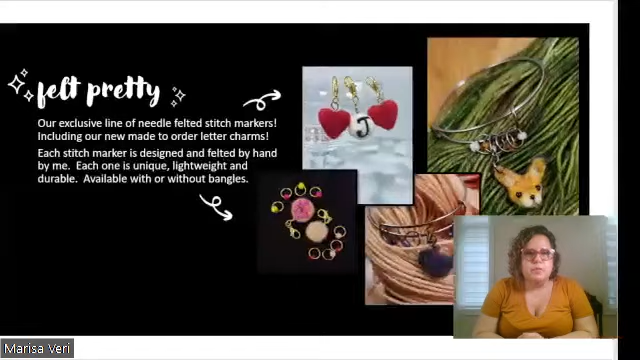 felt pretty
Our exclusive line of needle felted stitch markers!
Including our new made to order letter charms!
Each stitch marker is designed and felted by hand
by me. Each one is unique, lightweight and
durable. Available with or without bangles.
J
Marisa Veri